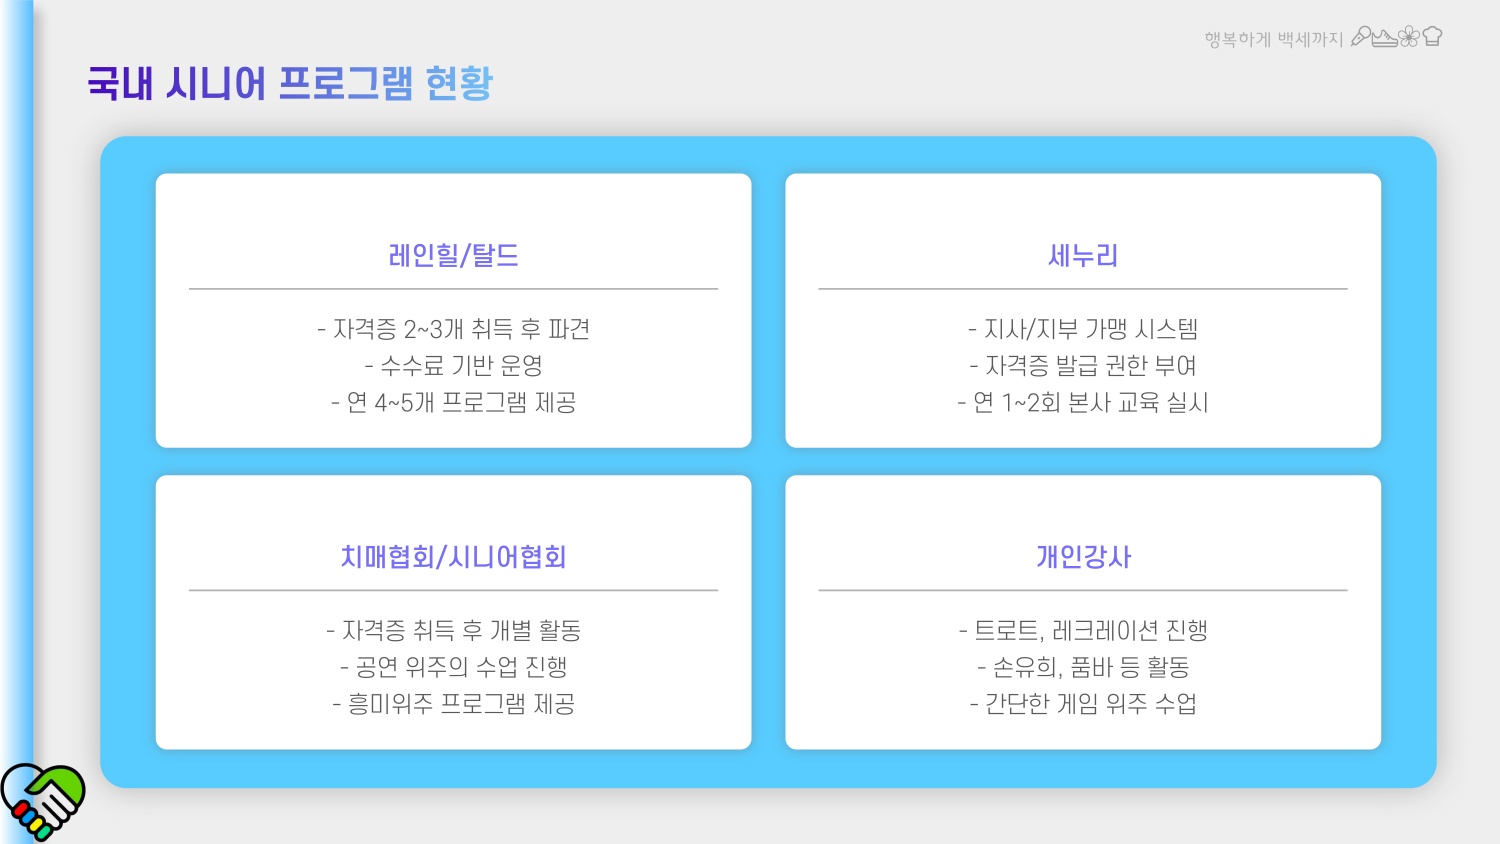 행복하게 백세까지
국내 시니어 프로그램 현황
레인힐/탈드
- 자격증 2~3개 취득 후 파견
- 수수료 기반 운영
- 연 4~5개 프로그램 제공
세누리
- 지사/지부 가맹 시스템
- 자격증 발급 권한 부여
- 연 1~2회 본사 교육 실시
치매협회/시니어협회
- 자격증 취득 후 개별 활동
- 공연 위주의 수업 진행
- 흥미위주 프로그램 제공
개인강사
- 트로트, 레크레이션 진행
- 손유희, 품바 등 활동
- 간단한 게임 위주 수업